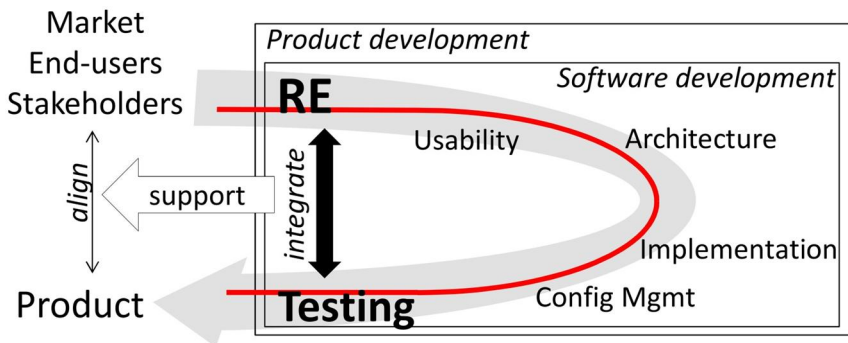 Market
End-users
Stakeholders
Product development
Software development
RE
Usability
Architecture
align
support
integrate
Implementation
Product
Testing
Config Mgmt